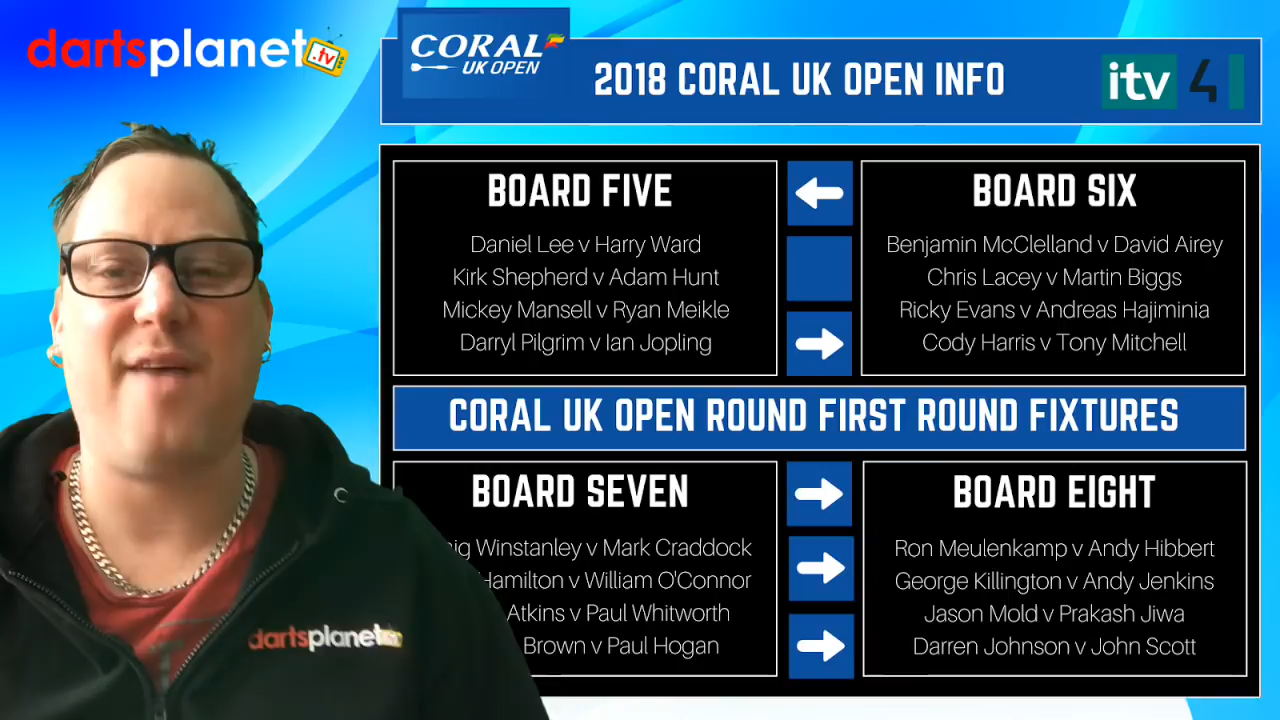 dartsplanet.tv
CORAL
UK OPEN
2018 CORAL UK OPEN INFO
itv 4
BOARD FIVE
Daniel Lee v Harry Ward
Kirk Shepherd v Adam Hunt
Mickey Mansell v Ryan Meikle
Darryl Pilgrim v Ian Jopling
BOARD SIX
Benjamin McClelland v David Airey
Chris Lacey v Martin Biggs
Ricky Evans v Andreas Hajiminia
Cody Harris v Tony Mitchell
CORAL UK OPEN ROUND FIRST ROUND FIXTURES
BOARD SEVEN
Winstanley v Mark Craddock
Hamilton v William O'Connor
Atkins v Paul Whitworth
Brown v Paul Hogan
BOARD EIGHT
Ron Meulenkamp v Andy Hibbert
George Killington v Andy Jenkins
Jason Mold v Prakash Jiwa
Darren Johnson v John Scott
dartsplanet